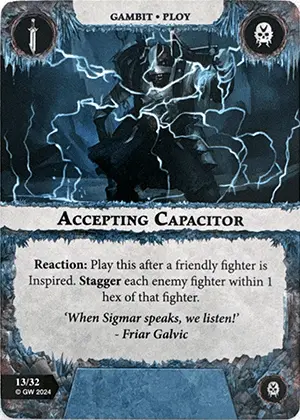 GAMBIT • PLOY
ACCEPTING CAPACITOR
Reaction: Play this after a friendly fighter is
Inspired. Stagger each enemy fighter within 1
hex of that fighter.
‘When Sigmar speaks, we listen!’
- Friar Galvic
13/32
© GW 2024